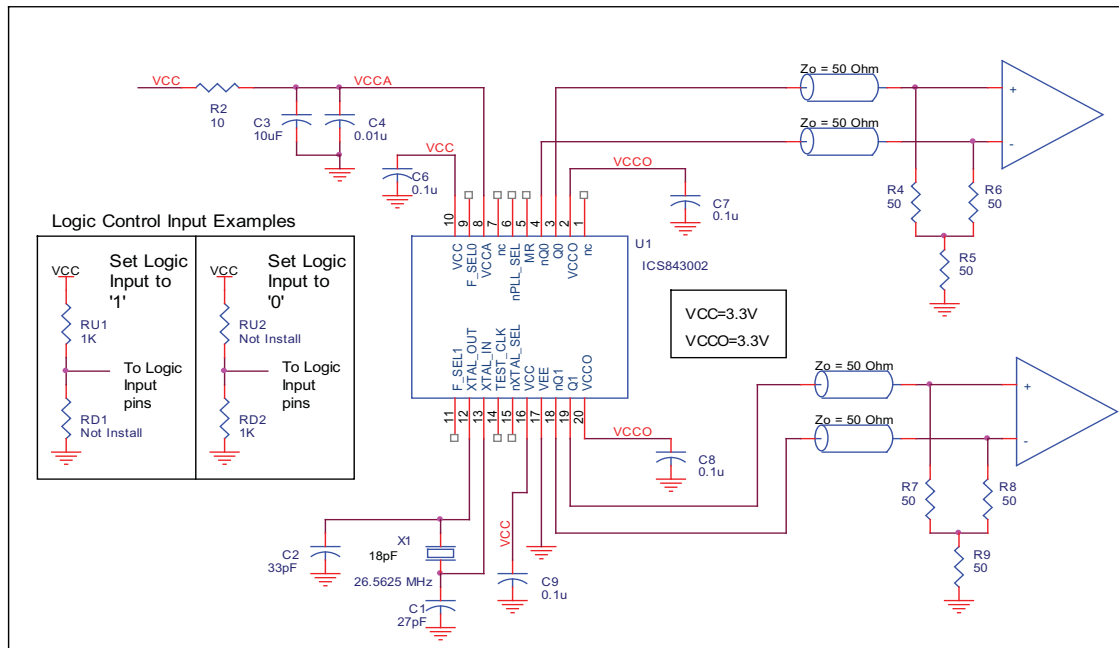 VCC
R2
10
VCCA
C3
10uF
C4
0.01u
VCC
C6
0.1u
VCCO
C7
0.1u
Zo = 50 Ohm
Zo = 50 Ohm
+
-
R4
50
R6
50
R5
50
10
9
8
7
6
5
4
3
2
1
VCC
F_SEL0
VCCA
nc
nPLL_SEL
MR
nQ0
Q0
VCCO
nc
U1
ICS843002
F_SEL1
XTAL_OUT
XTAL_IN
TEST_CLK
nXTAL_SEL
VCC
VEE
nQ1
Q1
VCCO
11
12
13
14
15
16
17
18
19
20
Logic Control Input Examples
Set Logic
Input to
'1'
VCC
RU1
1K
To Logic
Input
pins
RD1
Not Install
Set Logic
Input to
'0'
VCC
RU2
Not Install
To Logic
Input
pins
RD2
1K
VCC=3.3V
VCCO=3.3V
VCCO
C8
0.1u
Zo = 50 Ohm
Zo = 50 Ohm
+
-
R7
50
R8
50
R9
50
C2
33pF
X1
18pF
26.5625 MHz
C1
27pF
VCC
C9
0.1u